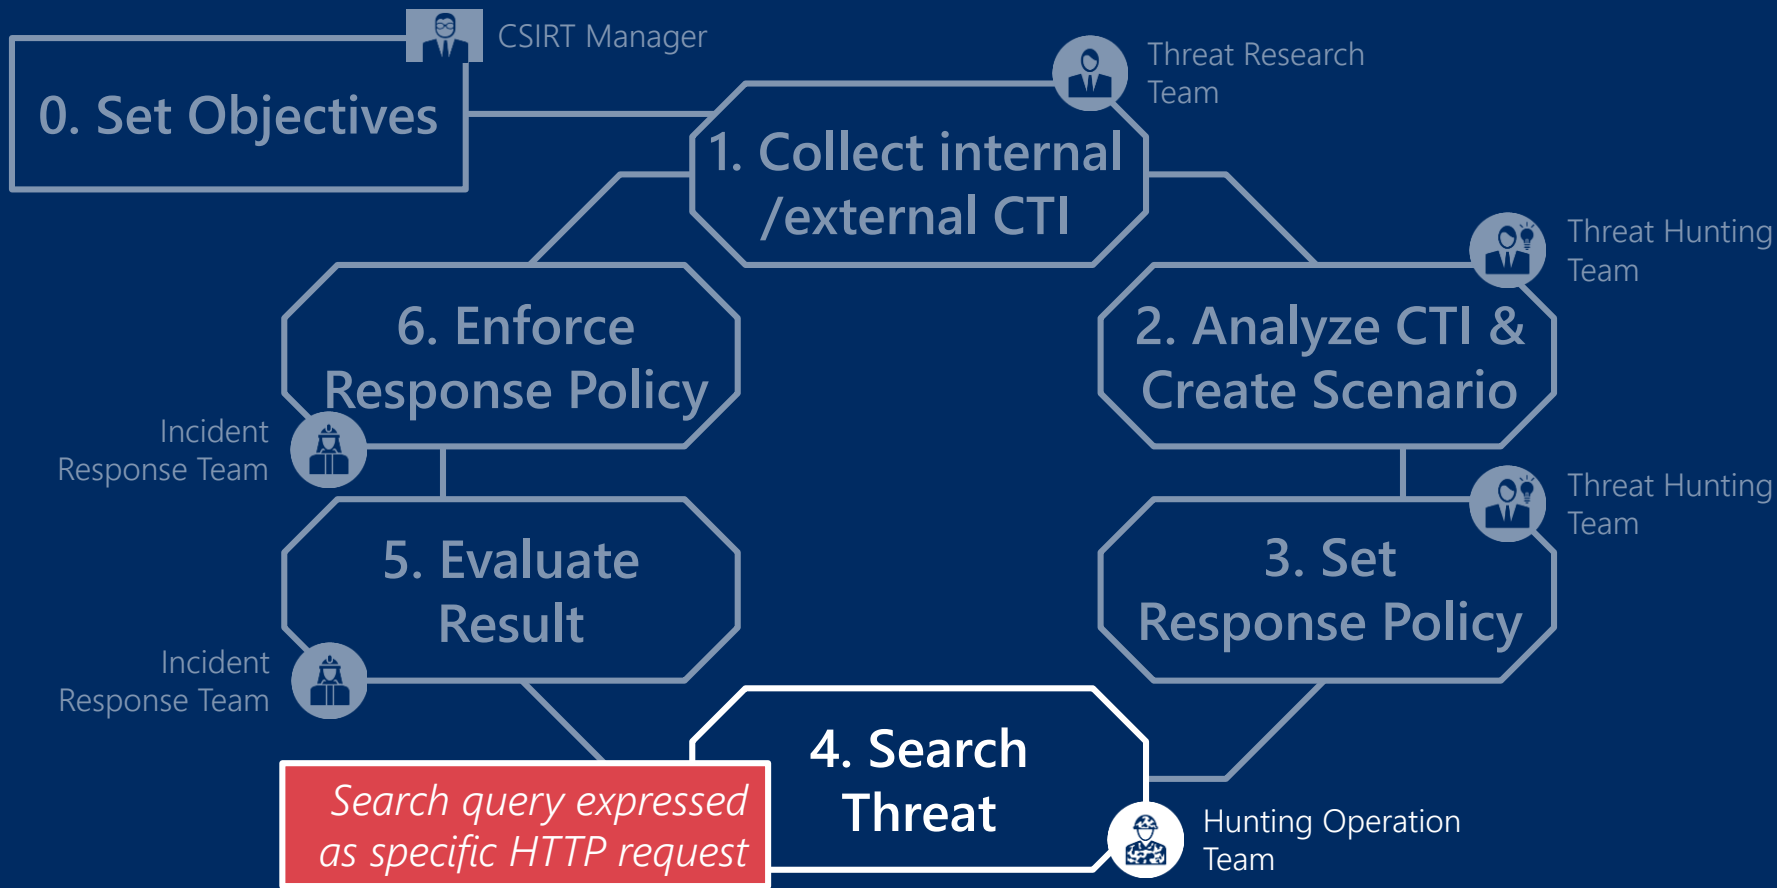 CSIRT Manager
0. Set Objectives
Threat Research
Team
1. Collect internal
/external CTI
Threat Hunting
Team
2. Analyze CTI &
Create Scenario
Threat Hunting
Team
3. Set
Response Policy
4. Search
Threat
Hunting Operation
Team
Search query expressed
as specific HTTP request
5. Evaluate
Result
Incident
Response Team
6. Enforce
Response Policy
Incident
Response Team